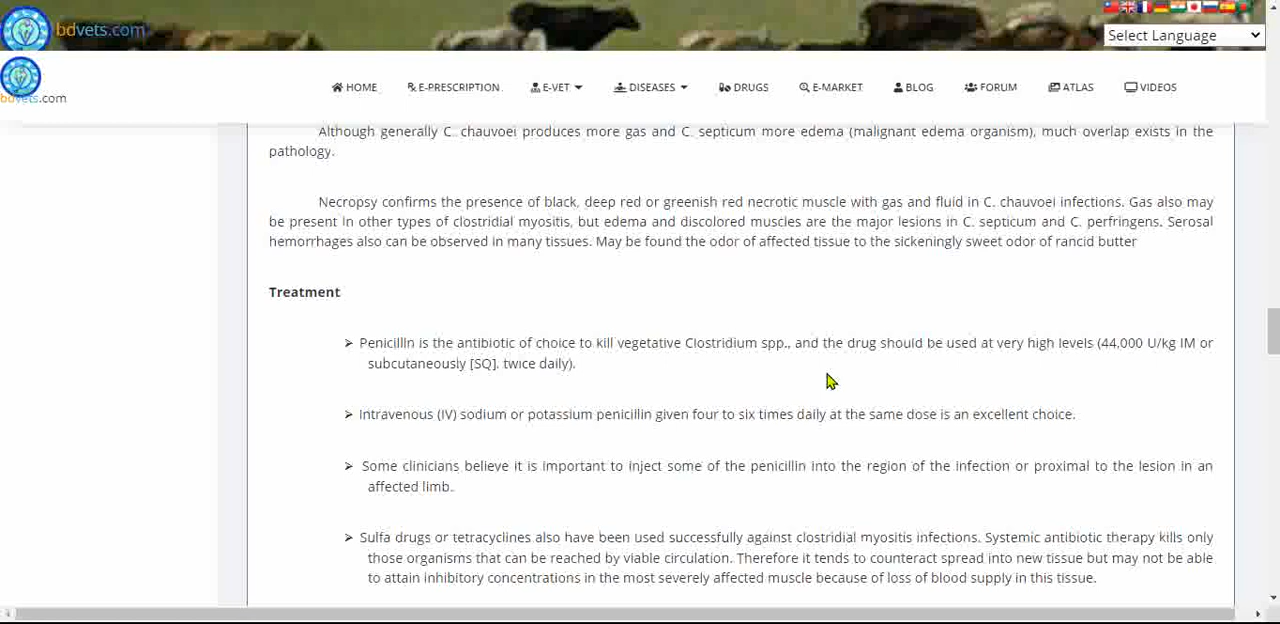 bdvets.com
Select Language
bdvets.com
HOME E-PRESCRIPTION E-VET DISEASES DRUGS E-MARKET BLOG FORUM ATLAS VIDEOS
Although generally C. chauvoei produces more gas and C. septicum more edema (malignant edema organism), much overlap exists in the
pathology.
Necropsy confirms the presence of black, deep red or greenish red necrotic muscle with gas and fluid in C. chauvoei infections. Gas also may
be present in other types of clostridial myositis, but edema and discolored muscles are the major lesions in C. septicum and C. perfringens. Serosal
hemorrhages also can be observed in many tissues. May be found the odor of affected tissue to the sickeningly sweet odor of rancid butter
Treatment
➢ Penicillin is the antibiotic of choice to kill vegetative Clostridium spp., and the drug should be used at very high levels (44,000 U/kg IM or
subcutaneously [SQ]. twice daily).
➢ Intravenous (IV) sodium or potassium penicillin given four to six times daily at the same dose is an excellent choice.
➢ Some clinicians believe it is important to inject some of the penicillin into the region of the infection or proximal to the lesion in an
affected limb.
➢ Sulfa drugs or tetracyclines also have been used successfully against clostridial myositis infections. Systemic antibiotic therapy kills only
those organisms that can be reached by viable circulation. Therefore it tends to counteract spread into new tissue but may not be able
to attain inhibitory concentrations in the most severely affected muscle because of loss of blood supply in this tissue.